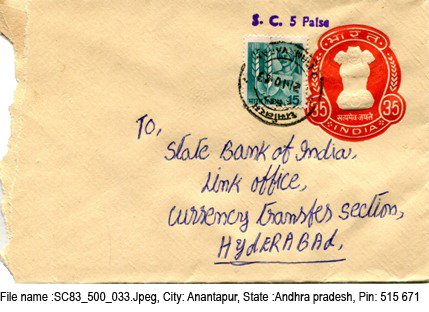 S. C. 5 Paise
भारत
35 35
सत्यमेव जयते
INDIA
15
To,
State Bank of India,
Link office,
Currency transfer section,
HYDERABAD.
File name :SC83_500_033.Jpeg, City: Anantapur, State :Andhra pradesh, Pin: 515 671